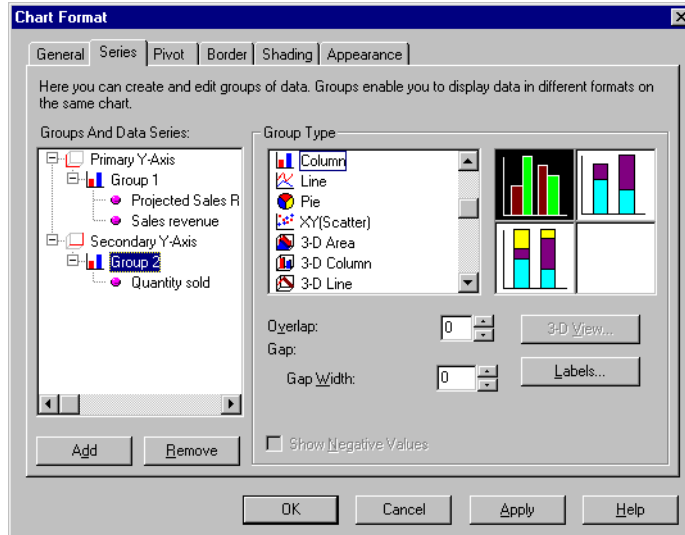 Chart Format
General Series Pivot Border Shading Appearance
Here you can create and edit groups of data. Groups enable you to display data in different formats on
the same chart.
Groups And Data Series:
Primary Y-Axis
Group 1
Projected Sales R
Sales revenue
Secondary Y-Axis
Group 2
Quantity sold
Add Remove
Group Type
Column
Line
Pie
XY(Scatter)
3-D Area
3-D Column
3-D Line
Overlap: 0
Gap:
Gap Width: 0
3-D View...
Labels...
Show Negative Values
OK Cancel Apply Help